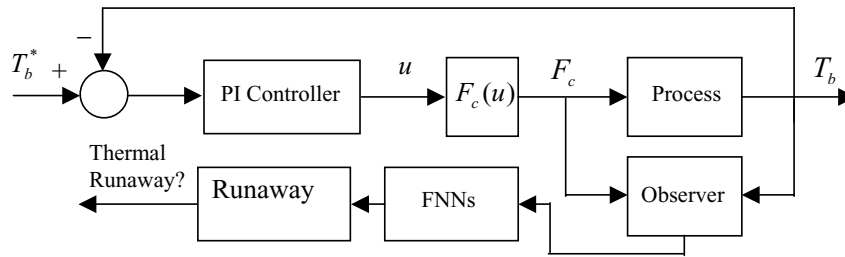 −
T_b^* +
PI Controller
u
F_c(u)
F_c
Process
T_b
Thermal
Runaway?
Runaway
FNNs
Observer